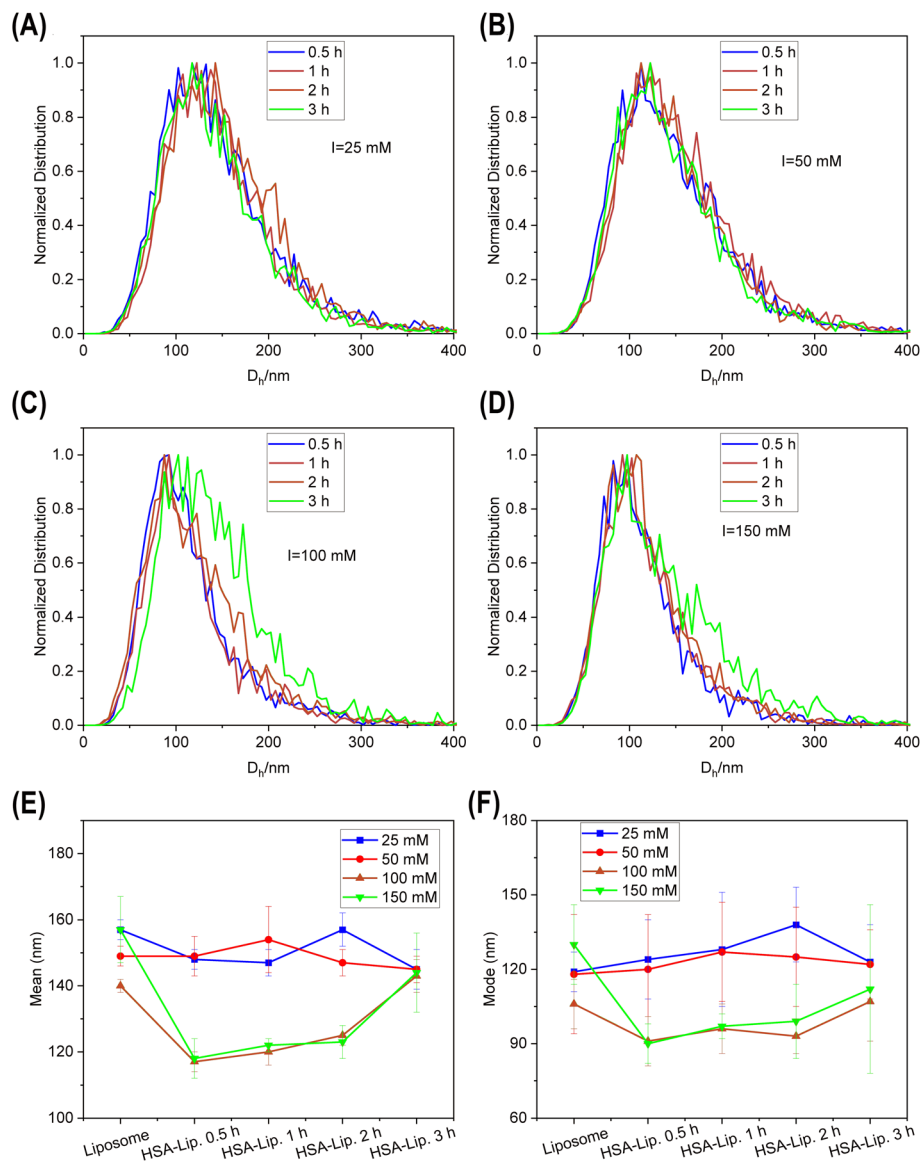 (A)
1.0
0.8
0.6
0.4
0.2
0.0
Normalized Distribution
0.5 h
1 h
2 h
3 h
I=25 mM
0 100 200 300 400
Dh/nm
(B)
1.0
0.8
0.6
0.4
0.2
0.0
Normalized Distribution
0.5 h
1 h
2 h
3 h
I=50 mM
0 100 200 300 400
Dh/nm
(C)
1.0
0.8
0.6
0.4
0.2
0.0
Normalized Distribution
0.5 h
1 h
2 h
3 h
I=100 mM
0 100 200 300 400
Dh/nm
(D)
1.0
0.8
0.6
0.4
0.2
0.0
Normalized Distribution
0.5 h
1 h
2 h
3 h
I=150 mM
0 100 200 300 400
Dh/nm
(E)
180
160
140
120
100
Mean (nm)
25 mM
50 mM
100 mM
150 mM
Liposome HSA-Lip. 0.5 h HSA-Lip. 1 h HSA-Lip. 2 h HSA-Lip. 3 h
(F)
180
150
120
90
60
Mode (nm)
25 mM
50 mM
100 mM
150 mM
Liposome HSA-Lip. 0.5 h HSA-Lip. 1 h HSA-Lip. 2 h HSA-Lip. 3 h